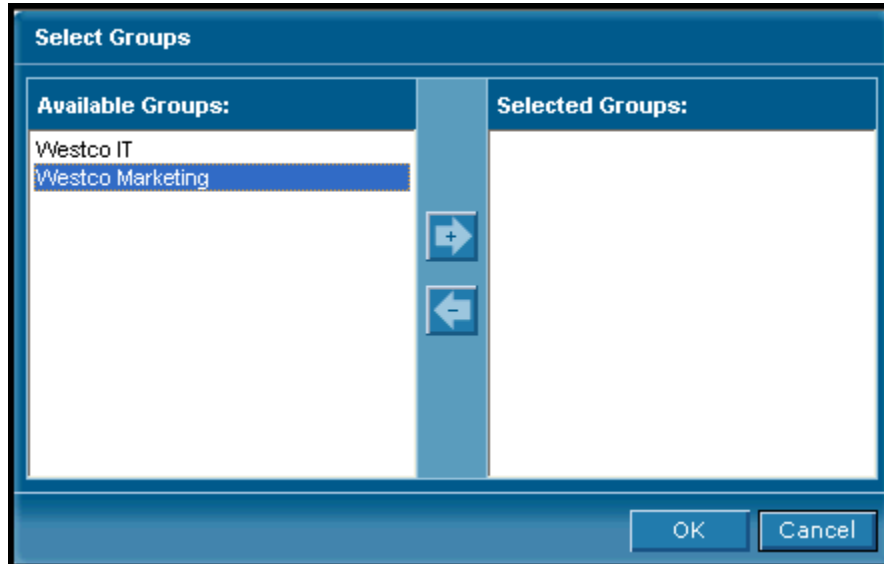 Select Groups
Available Groups:
Selected Groups:
Westco IT
Westco Marketing
+
-
OK
Cancel